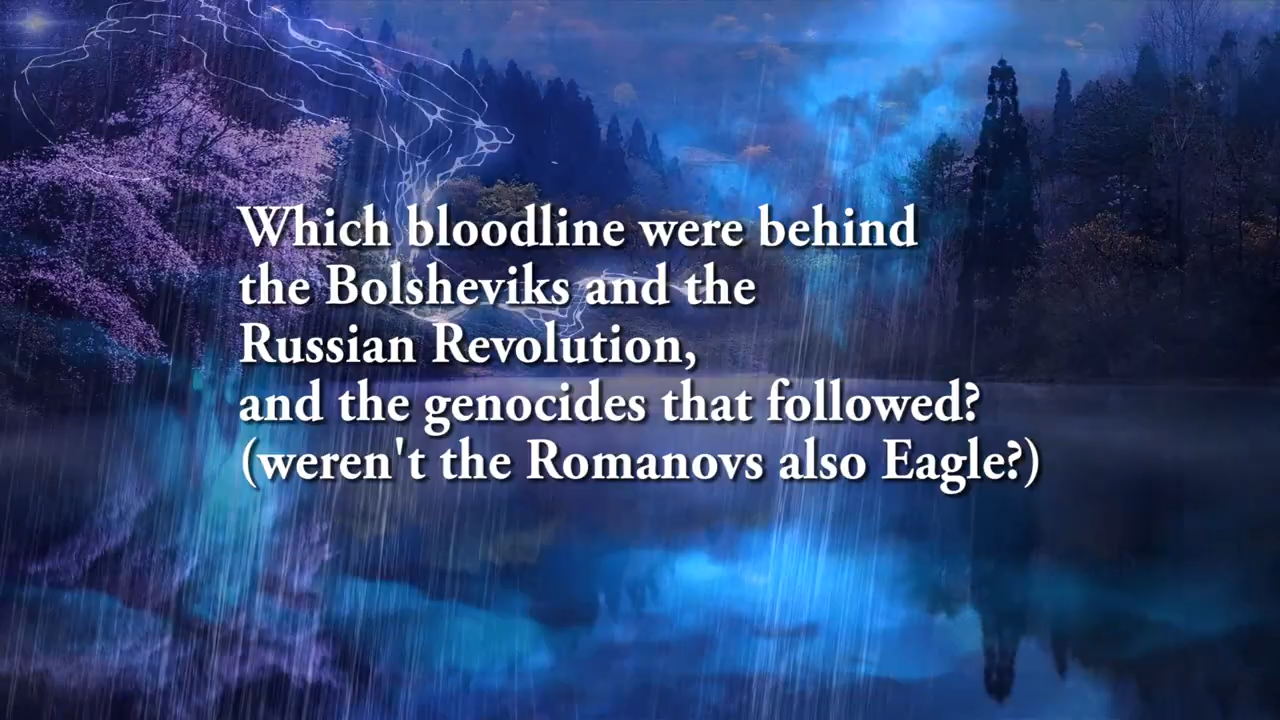 Which bloodline were behind
the Bolsheviks and the
Russian Revolution,
and the genocides that followed?
(weren't the Romanovs also Eagle?)